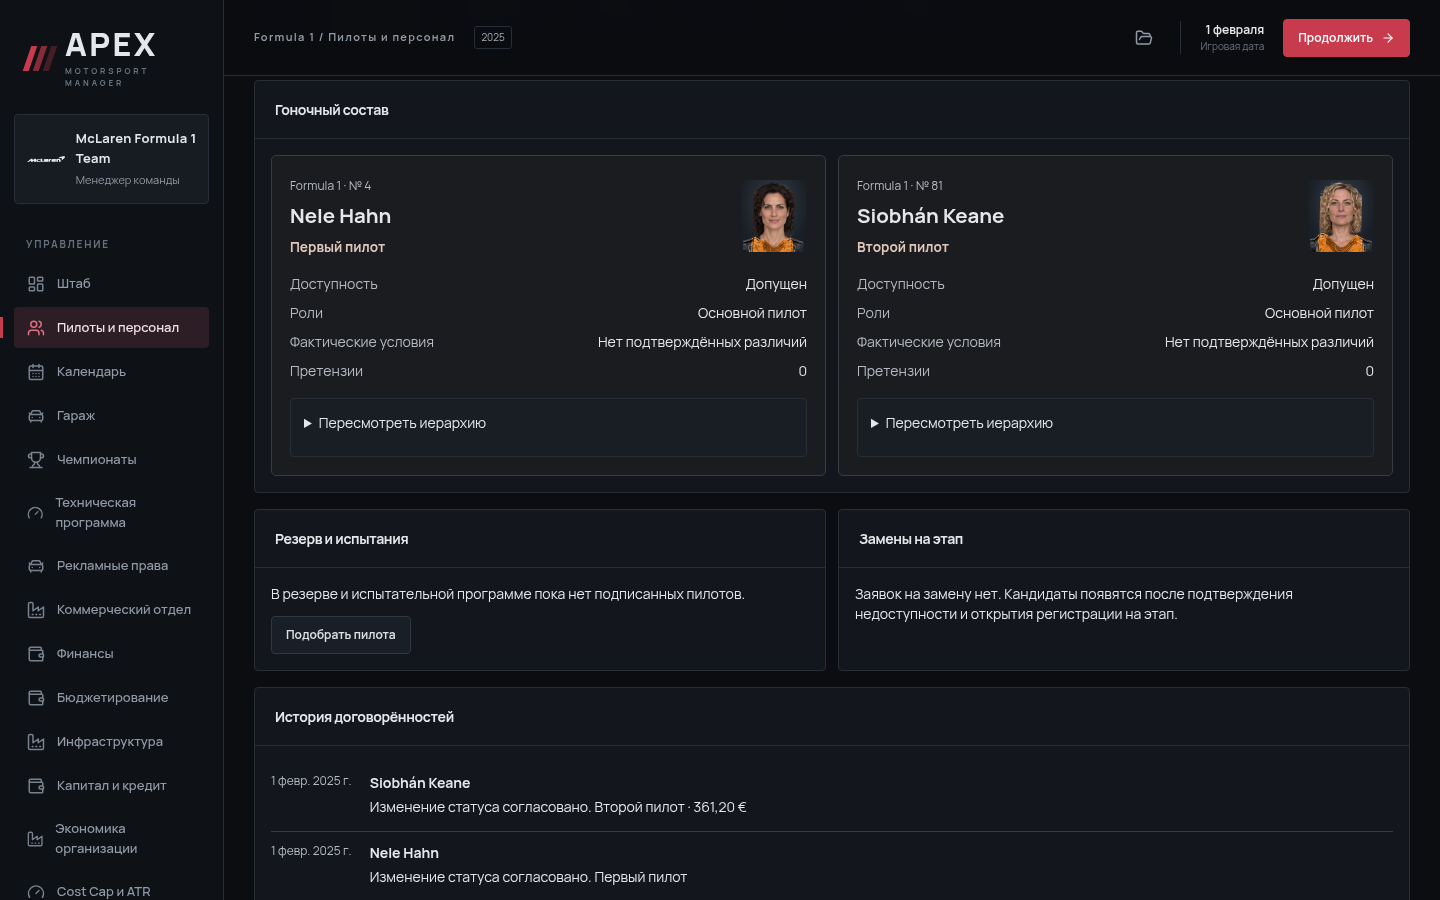 APEX
MOTORSPORT
MANAGER
McLaren
McLaren Formula 1
Team
Менеджер команды
УПРАВЛЕНИЕ
Штаб
Пилоты и персонал
Календарь
Гараж
Чемпионаты
Техническая
программа
Рекламные права
Коммерческий отдел
Финансы
Бюджетирование
Инфраструктура
Капитал и кредит
Экономика
организации
Cost Cap и ATR
Formula 1 / Пилоты и персонал
2025
1 февраля
Игровая дата
Продолжить
Гоночный состав
Formula 1 · № 4
Nele Hahn
Первый пилот
Доступность Допущен
Роли Основной пилот
Фактические условия Нет подтверждённых различий
Претензии 0
Пересмотреть иерархию
Formula 1 · № 81
Siobhán Keane
Второй пилот
Доступность Допущен
Роли Основной пилот
Фактические условия Нет подтверждённых различий
Претензии 0
Пересмотреть иерархию
Резерв и испытания
В резерве и испытательной программе пока нет подписанных пилотов.
Подобрать пилота
Замены на этап
Заявок на замену нет. Кандидаты появятся после подтверждения
недоступности и открытия регистрации на этап.
История договорённостей
1 февр. 2025 г. Siobhán Keane
Изменение статуса согласовано. Второй пилот · 361,20 €
1 февр. 2025 г. Nele Hahn
Изменение статуса согласовано. Первый пилот